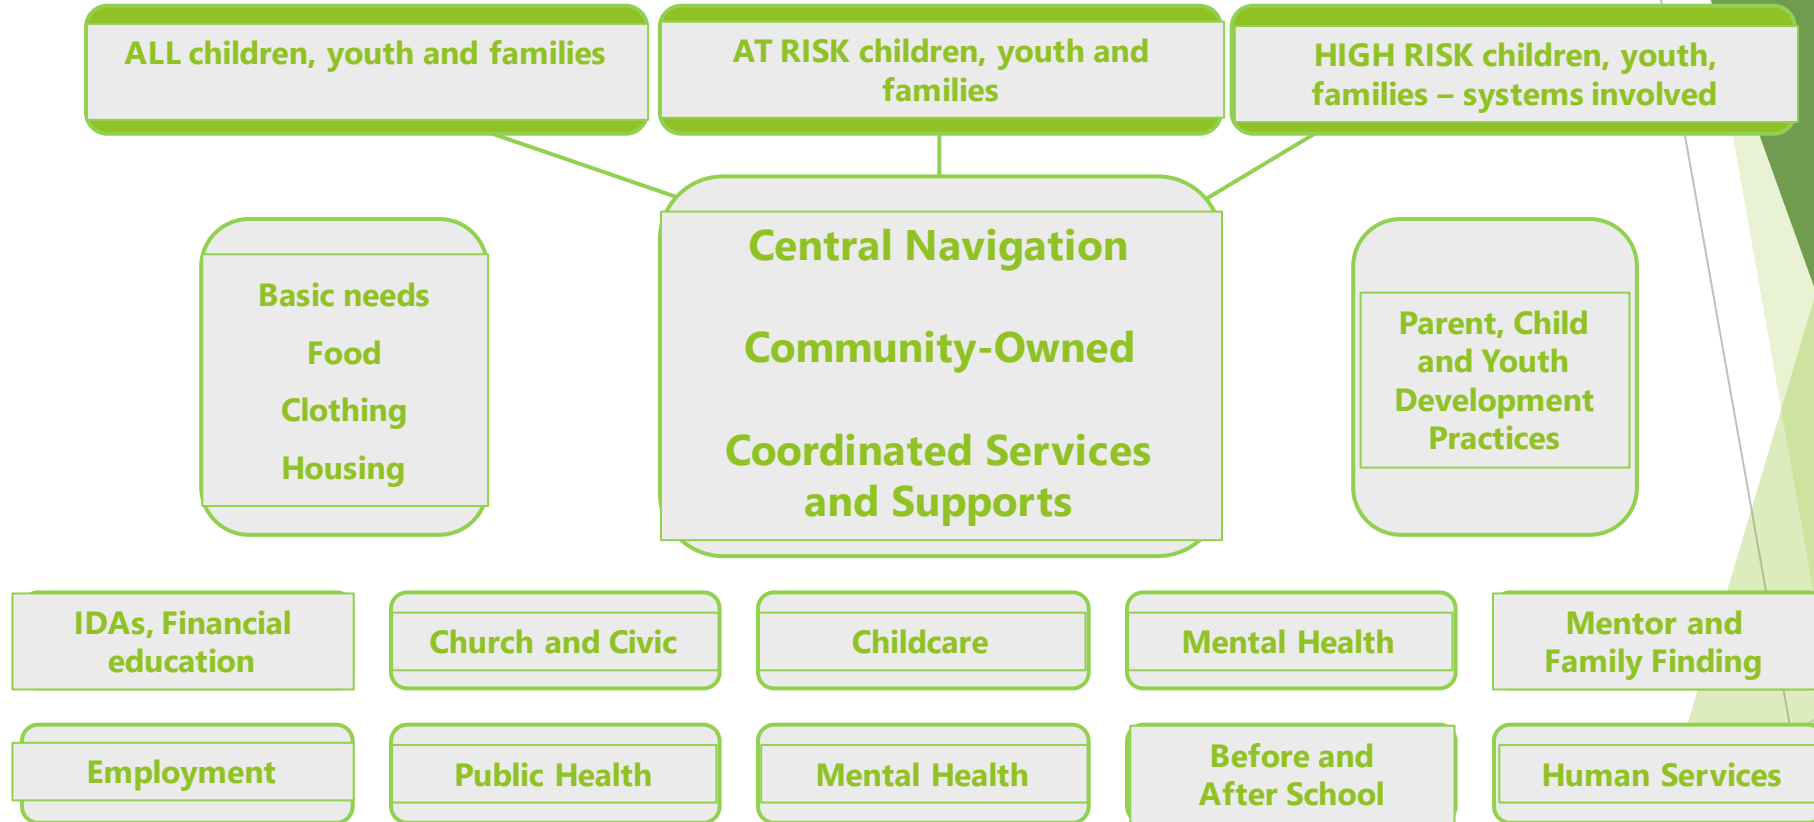 ALL children, youth and families
AT RISK children, youth and
families
HIGH RISK children, youth,
families – systems involved
Basic needs
Food
Clothing
Housing
Central Navigation
Community-Owned
Coordinated Services
and Supports
Parent, Child
and Youth
Development
Practices
IDAs, Financial
education
Church and Civic
Childcare
Mental Health
Mentor and
Family Finding
Employment
Public Health
Mental Health
Before and
After School
Human Services